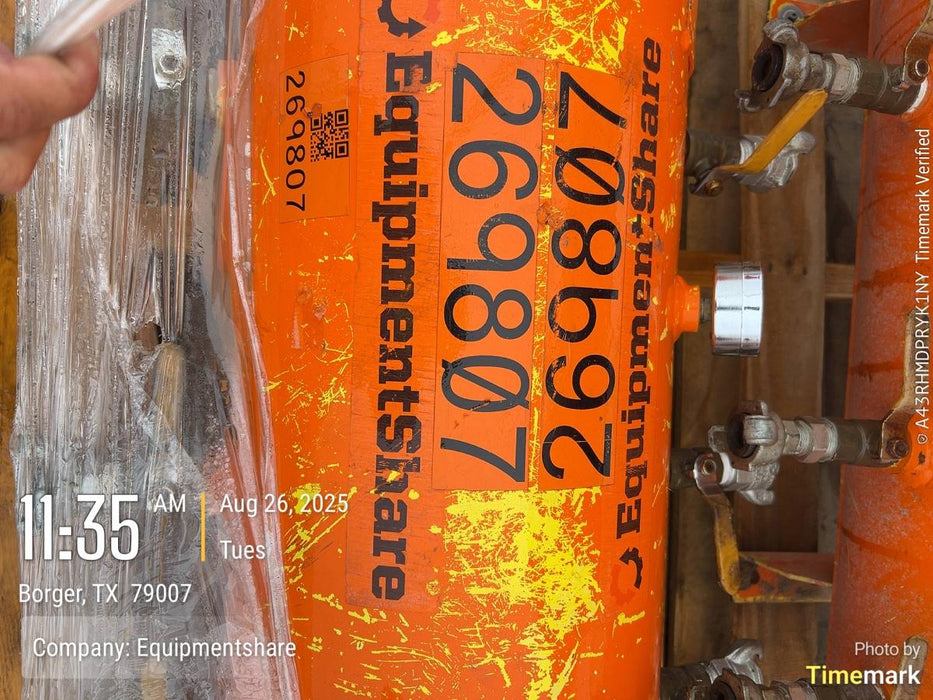 269807
EquipmentShare
269807
269807
EquipmentShare
11:35 AM
Aug 26, 2025
Tues
Borger, TX 79007
Company: Equipmentshare
Photo by
Timemark
© A43RHMDPRYK1NY Timemark Verified